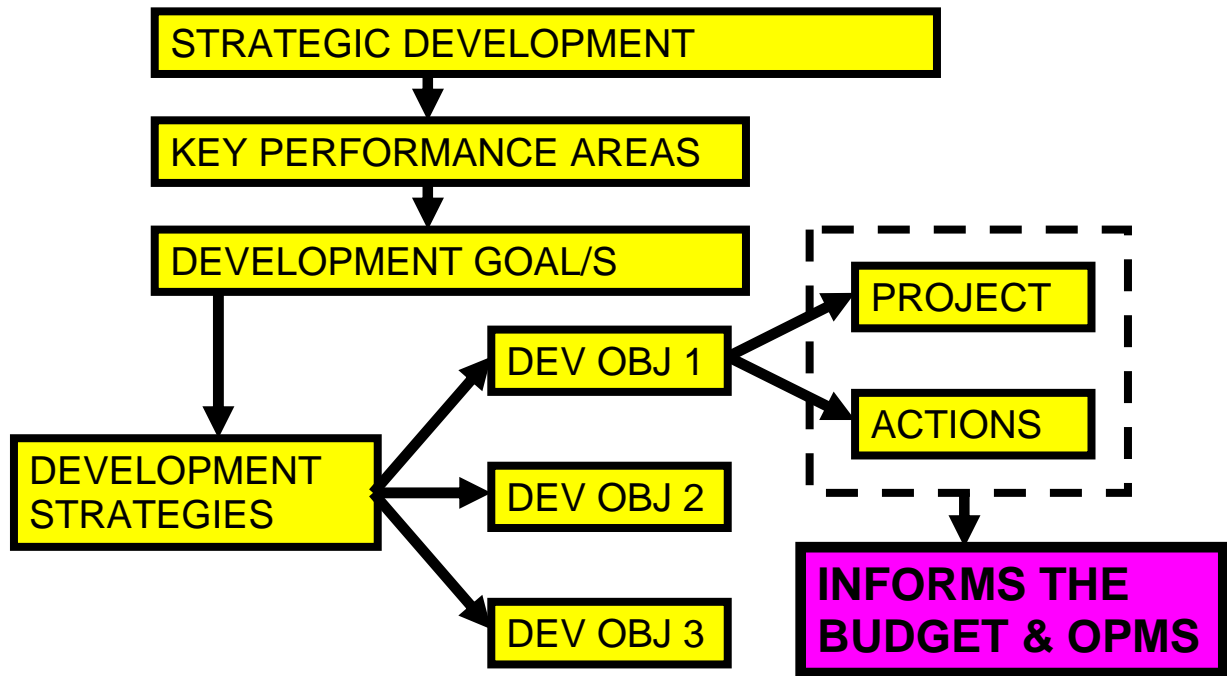 STRATEGIC DEVELOPMENT
KEY PERFORMANCE AREAS
DEVELOPMENT GOAL/S
PROJECT
DEV OBJ 1
ACTIONS
DEVELOPMENT
STRATEGIES
DEV OBJ 2
DEV OBJ 3
INFORMS THE
BUDGET & OPMS